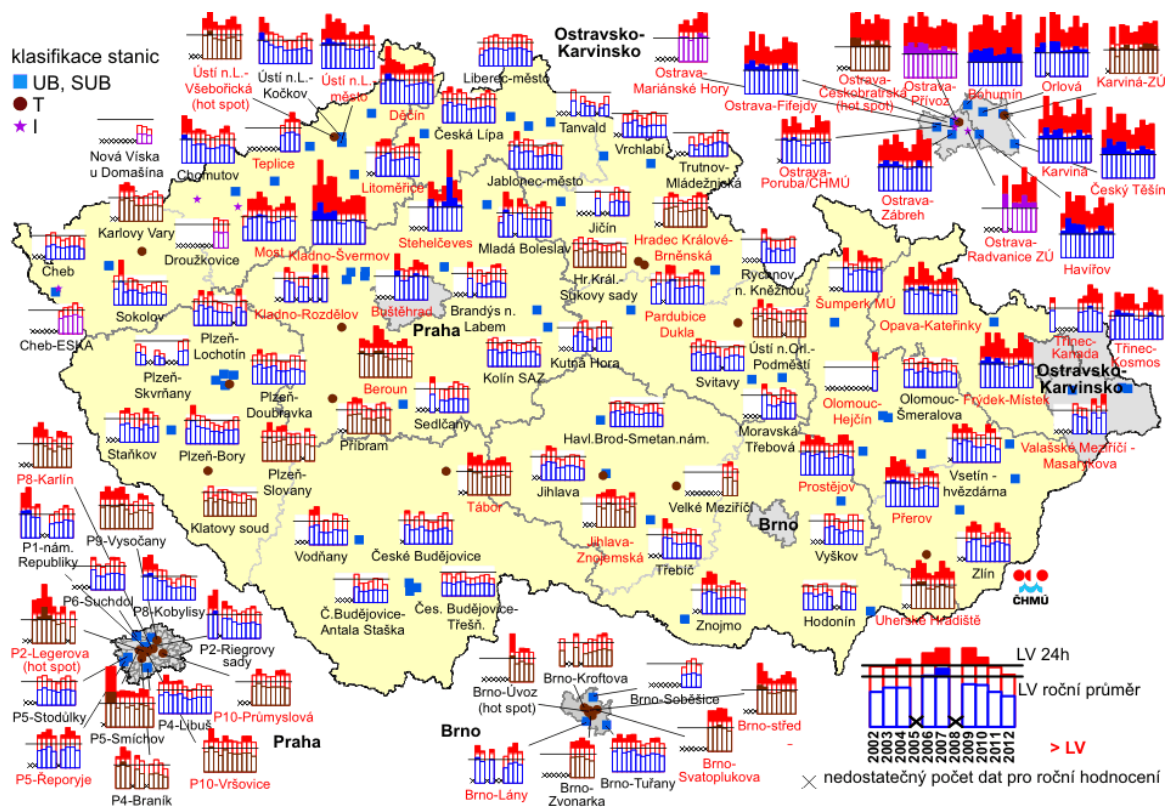 klasifikace stanic
UB, SUB
T
I
Ústí n.L.-
Všebořická
(hot spot)
Ústí n.L.-
Kočkov
Ústí n.L.
město
Děčín
Liberec-město
Ostravsko-
Karvinsko
Ostrava-
Mariánské Hory
Ostrava-Fifejdy
Ostrava-
Českobratrská
(hot spot)
Ostrava-
Přívoz
Bohumín
Orlová
Karviná-ZÚ
Nová Víska
u Domašína
Chomutov
Teplice
Litoměřice
Česká Lípa
Jablonec-město
Tanvald
Vrchlabí
Trutnov-
Mládežnická
Ostrava-
Poruba/CHMÚ
Ostrava-
Zábřeh
Ostrava-
Radvanice ZÚ
Karviná
Český Těšín
Havířov
Karlovy Vary
Droužkovice
Most
Kladno-Švermov
Stehelčeves
Mladá Boleslav
Jičín
Hradec Králové-
Brněnská
Hr.Král.-
Sukovy sady
Rychnov
n. Kněžnou
Šumperk MÚ
Opava-Kateřinky
Třinec-
Kanada
Třinec-
Kosmos
Cheb
Sokolov
Cheb-ESKA
Kladno-Rozdělov
Buštěhrad
Praha
Brandýs n.
Labem
Pardubice
Dukla
Ústí n.Orl.-
Podměstí
Plzeň-
Lochotín
Plzeň-
Skvrňany
Plzeň-
Doubravka
Beroun
Kolín SAZ
Kutná Hora
Svitavy
Olomouc-
Hejčín
Olomouc-
Šmeralova
Frýdek-Místek
Ostravsko-
Karvinsko
Staňkov
Plzeň-Bory
Příbram
Sedlčany
Havl.Brod-Smetan.nám.
Moravská
Třebová
Valašské Meziříčí -
Masarykova
Plzeň-
Slovany
Tábor
Jihlava
Velké Meziříčí
Prostějov
Vsetín -
hvězdárna
Přerov
P8-Karlín
P9-Vysočany
Klatovy soud
Vodňany
České Budějovice
Jihlava-
Znojemská
Třebíč
Brno
Vyškov
Zlín
P1-nám.
Republiky
P6-Suchdol
P8-Kobylisy
Č.Budějovice-
Antala Staška
Čes. Budějovice-
Třešň.
Znojmo
Hodonín
Uherské Hradiště
ČHMÚ
P2-Legerova
(hot spot)
P2-Riegrovy
sady
P5-Stodůlky
P5-Smíchov
P4-Libuš
P10-Průmyslová
P5-Řeporyje
P4-Braník
P10-Vršovice
Praha
Brno-Úvoz
(hot spot)
Brno-Kroftova
Brno-Soběšice
Brno-střed
Brno
Brno-Lány
Brno-
Zvonarka
Brno-Tuřany
Brno-
Svatoplukova
LV 24h
LV roční průměr
2002
2003
2004
2005
2006
2007
2008
2009
2010
2011
2012
> LV
nedostatečný počet dat pro roční hodnocení